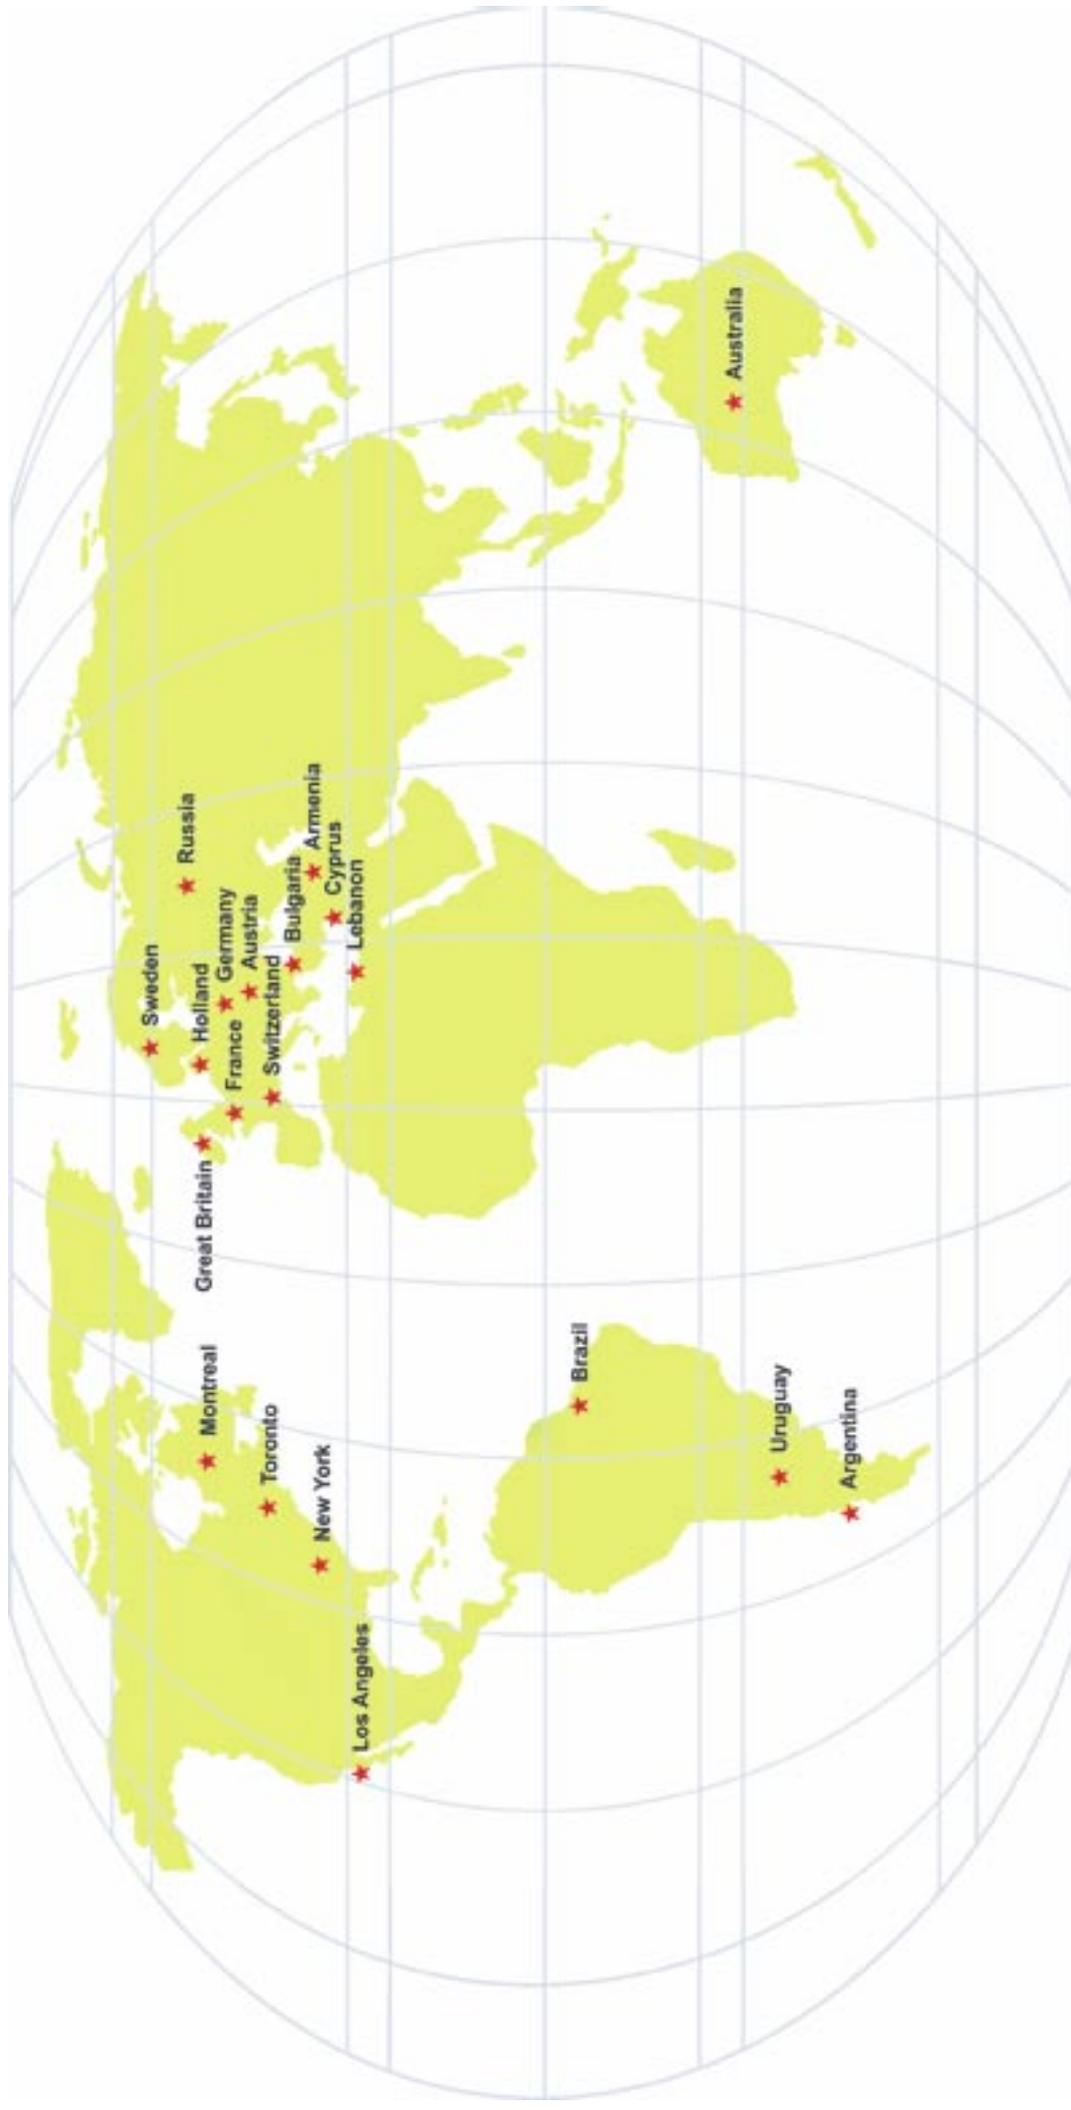 Sweden
Russia
Great Britain
Holland
Montreal
Germany
France
Austria
Switzerland
Toronto
Bulgaria
Armenia
New York
Cyprus
Lebanon
Los Angeles
Brazil
Australia
Uruguay
Argentina